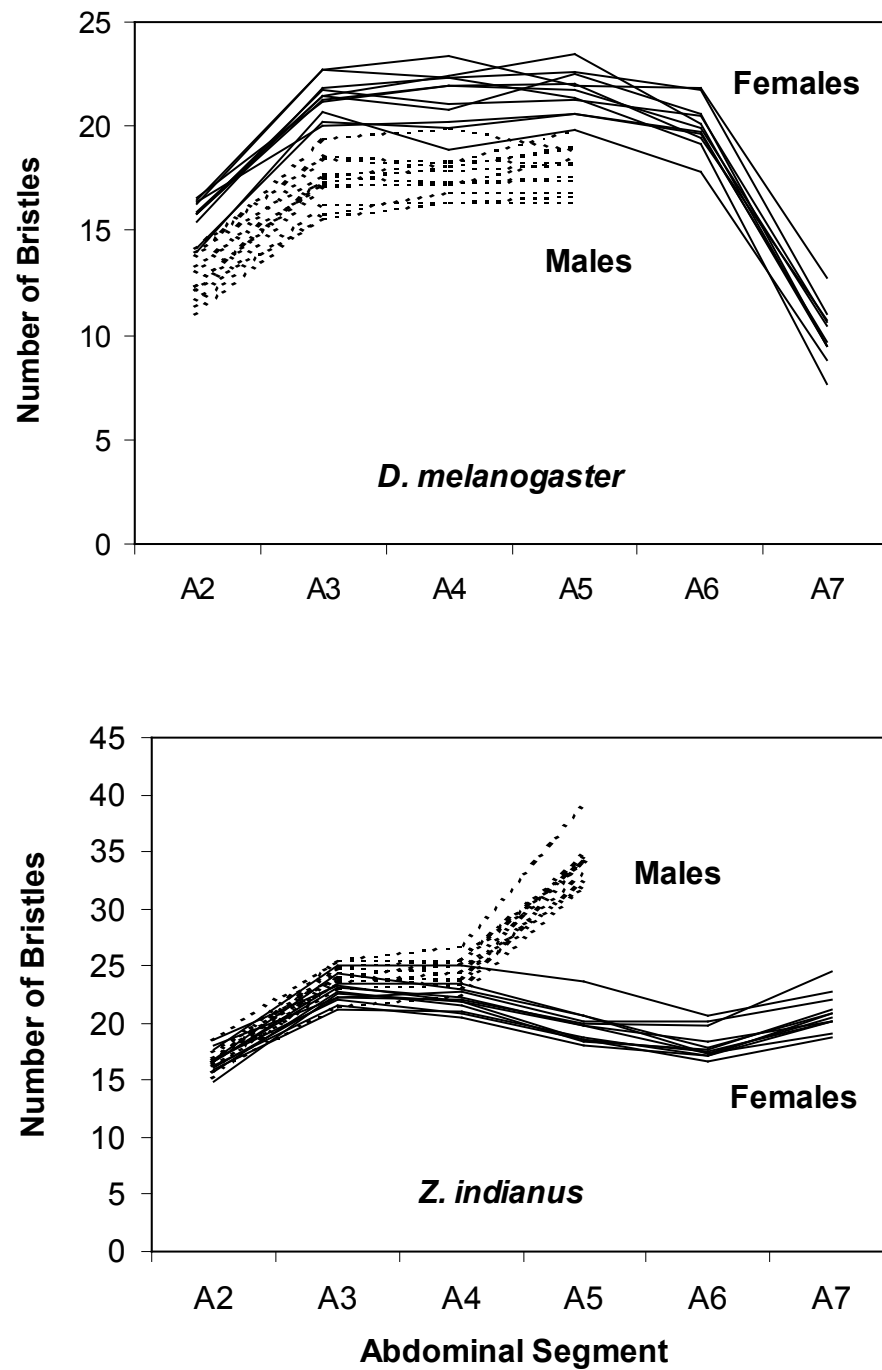 25
20
15
10
5
0
Number of Bristles
Females
Males
D. melanogaster
A2 A3 A4 A5 A6 A7
45
40
35
30
25
20
15
10
5
0
Number of Bristles
Males
Females
Z. indianus
A2 A3 A4 A5 A6 A7
Abdominal Segment